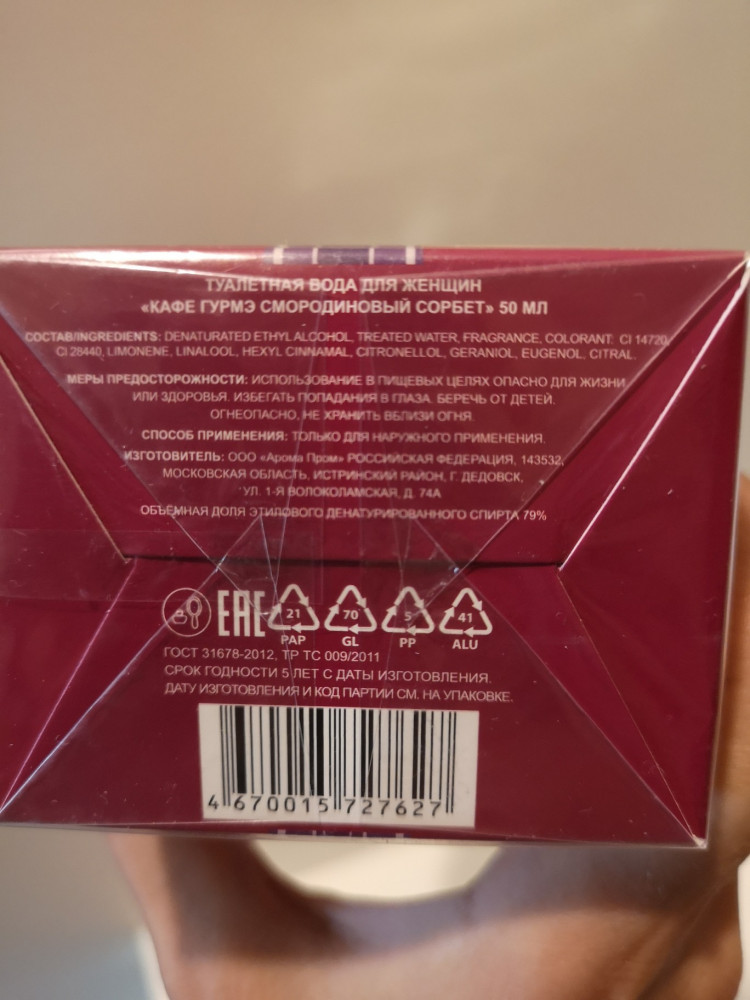 ТУАЛЕТНАЯ ВОДА ДЛЯ ЖЕНЩИН
«КАФЕ ГУРМЭ СМОРОДИНОВЫЙ СОРБЕТ» 50 МЛ
СОСТАВ/INGREDIENTS: DENATURATED ETHYL ALCOHOL, TREATED WATER, FRAGRANCE, COLORANT: CI 14720,
CI 28440, LIMONENE, LINALOOL, HEXYL CINNAMAL, CITRONELLOL, GERANIOL, EUGENOL, CITRAL.
МЕРЫ ПРЕДОСТОРОЖНОСТИ: ИСПОЛЬЗОВАНИЕ В ПИЩЕВЫХ ЦЕЛЯХ ОПАСНО ДЛЯ ЖИЗНИ
ИЛИ ЗДОРОВЬЯ. ИЗБЕГАТЬ ПОПАДАНИЯ В ГЛАЗА. БЕРЕЧЬ ОТ ДЕТЕЙ.
ОГНЕОПАСНО, НЕ ХРАНИТЬ ВБЛИЗИ ОГНЯ.
СПОСОБ ПРИМЕНЕНИЯ: ТОЛЬКО ДЛЯ НАРУЖНОГО ПРИМЕНЕНИЯ.
ИЗГОТОВИТЕЛЬ: ООО «Арома Пром» РОССИЙСКАЯ ФЕДЕРАЦИЯ, 143532,
МОСКОВСКАЯ ОБЛАСТЬ, ИСТРИНСКИЙ РАЙОН, Г. ДЕДОВСК,
УЛ. 1-Я ВОЛОКОЛАМСКАЯ, Д. 74А
ОБЪЕМНАЯ ДОЛЯ ЭТИЛОВОГО ДЕНАТУРИРОВАННОГО СПИРТА 79%
EAC 21 70 5 41
PAP GL PP ALU
ГОСТ 31678-2012, ТР ТС 009/2011
СРОК ГОДНОСТИ 5 ЛЕТ С ДАТЫ ИЗГОТОВЛЕНИЯ.
ДАТУ ИЗГОТОВЛЕНИЯ И КОД ПАРТИИ СМ. НА УПАКОВКЕ.
4 670015 727627